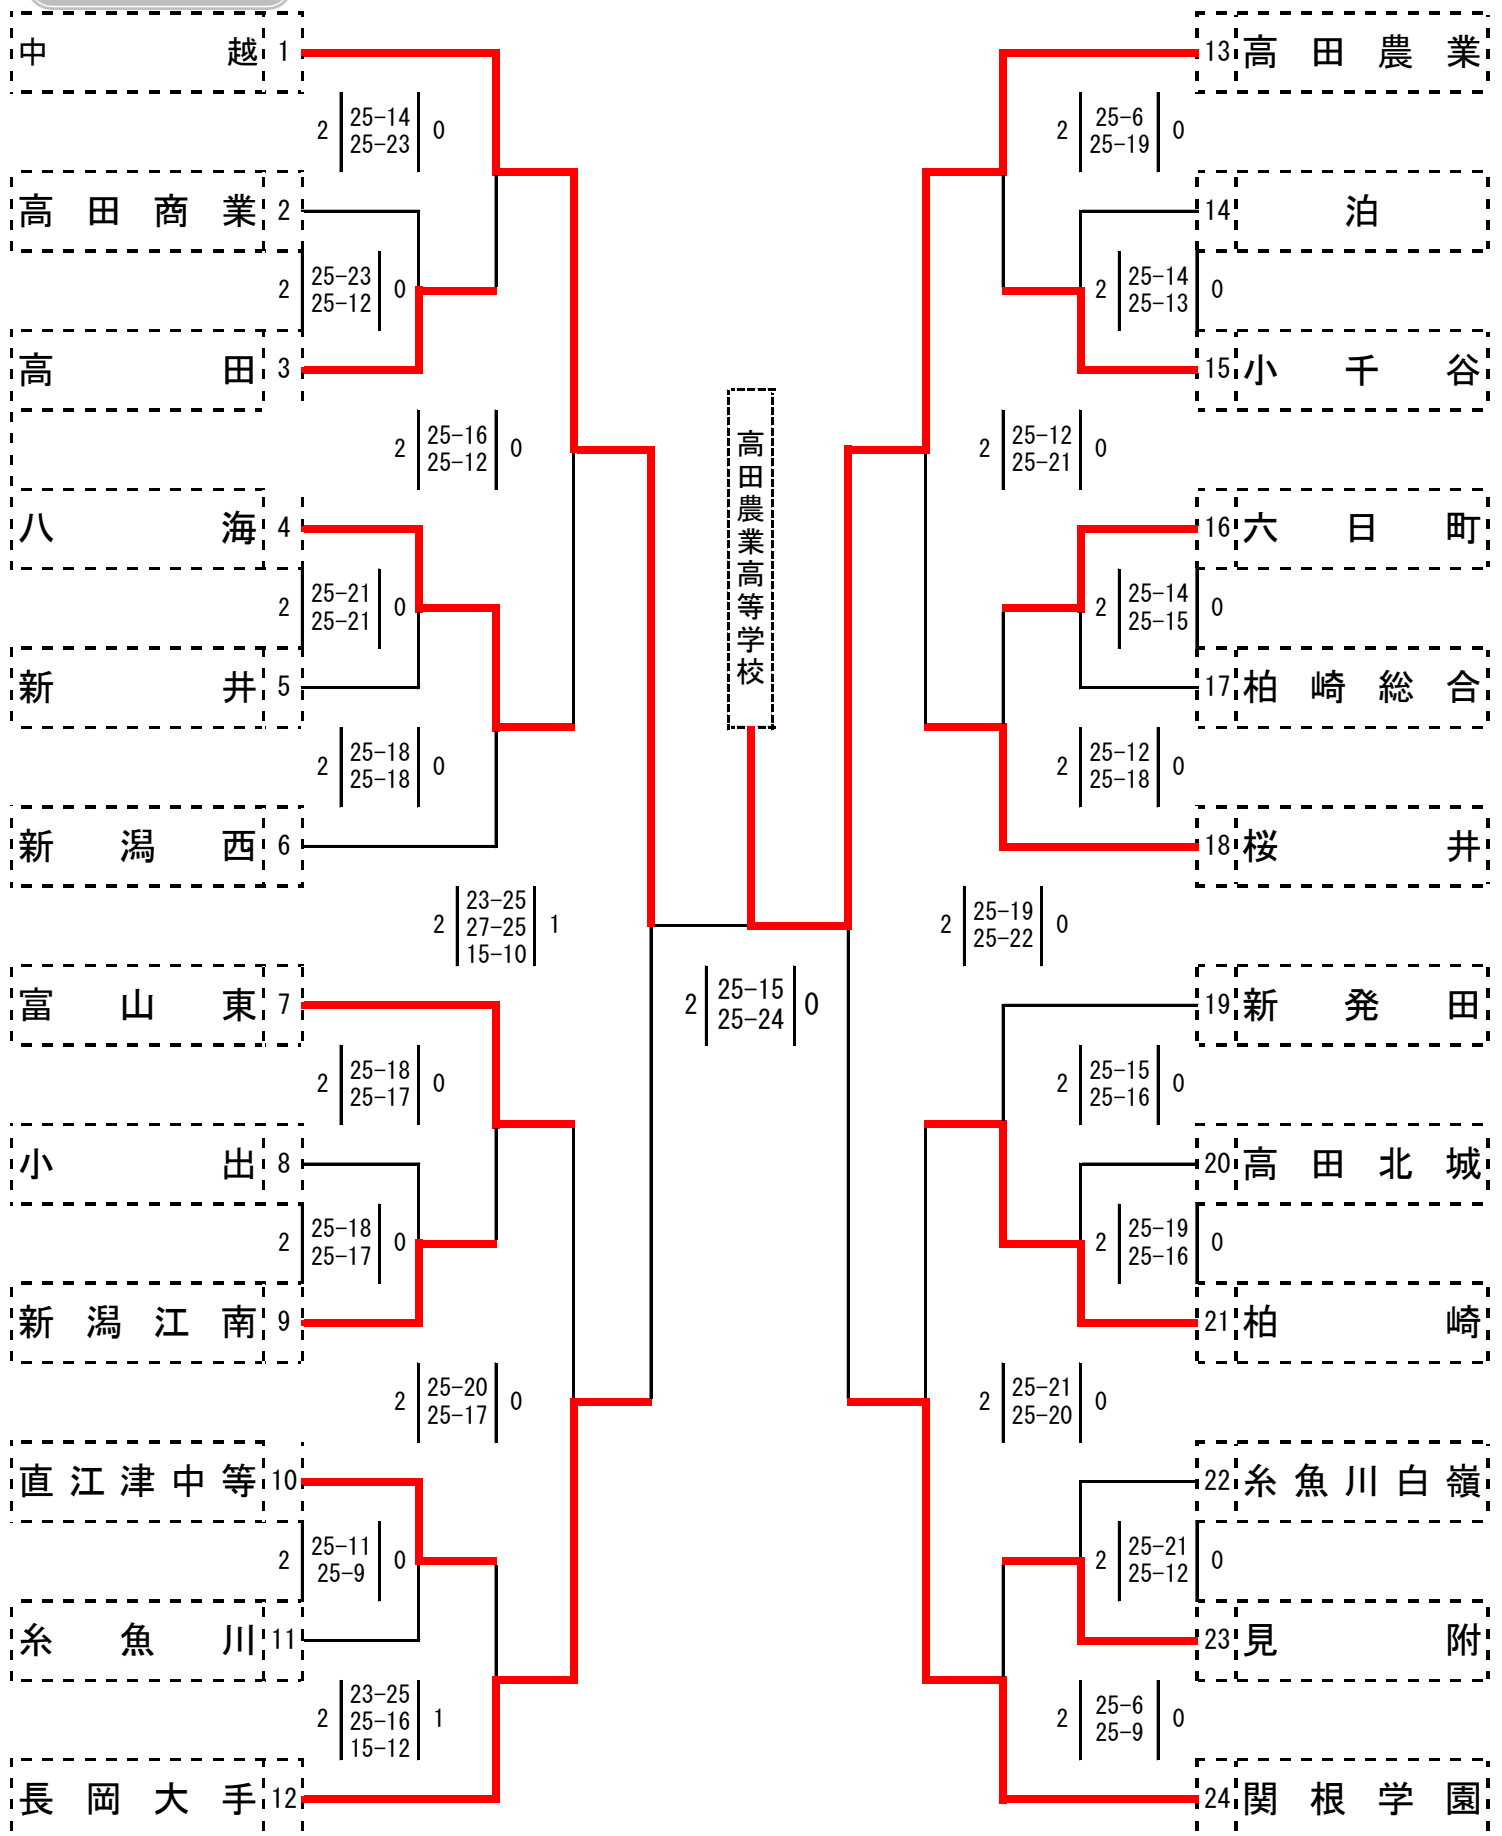 中越 1
2 25-14 0
25-23
高田商業 2
2 25-23 0
25-12
高田 3
2 25-16 0
25-12
八海 4
2 25-21 0
25-21
新井 5
2 25-18 0
25-18
新潟西 6
23-25
2 27-25 1
15-10
富山東 7
2 25-18 0
25-17
小出 8
2 25-18 0
25-17
新潟江南 9
2 25-20 0
25-17
直江津中等 10
2 25-11 0
25-9
糸魚川 11
23-25
2 25-16 1
15-12
長岡大手 12
高田農業高等学校
2 25-15 0
25-24
13 高田農業
2 25-6 0
25-19
14 泊
2 25-14 0
25-13
15 小千谷
2 25-12 0
25-21
16 六日町
2 25-14 0
25-15
17 柏崎総合
2 25-12 0
25-18
18 桜井
2 25-19 0
25-22
19 新発田
2 25-15 0
25-16
20 高田北城
2 25-19 0
25-16
21 柏崎
2 25-21 0
25-20
22 糸魚川白嶺
2 25-21 0
25-12
23 見附
2 25-6 0
25-9
24 関根学園